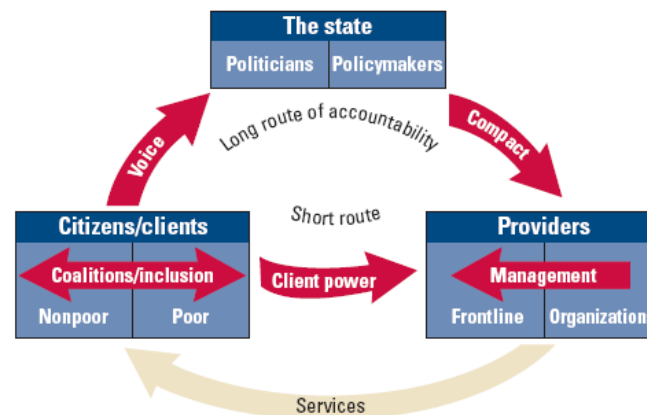 The state
Politicians
Policymakers
Long route of accountability
Voice
Compact
Short route
Citizens/clients
Coalitions/inclusion
Nonpoor
Poor
Client power
Providers
Management
Frontline
Organizations
Services